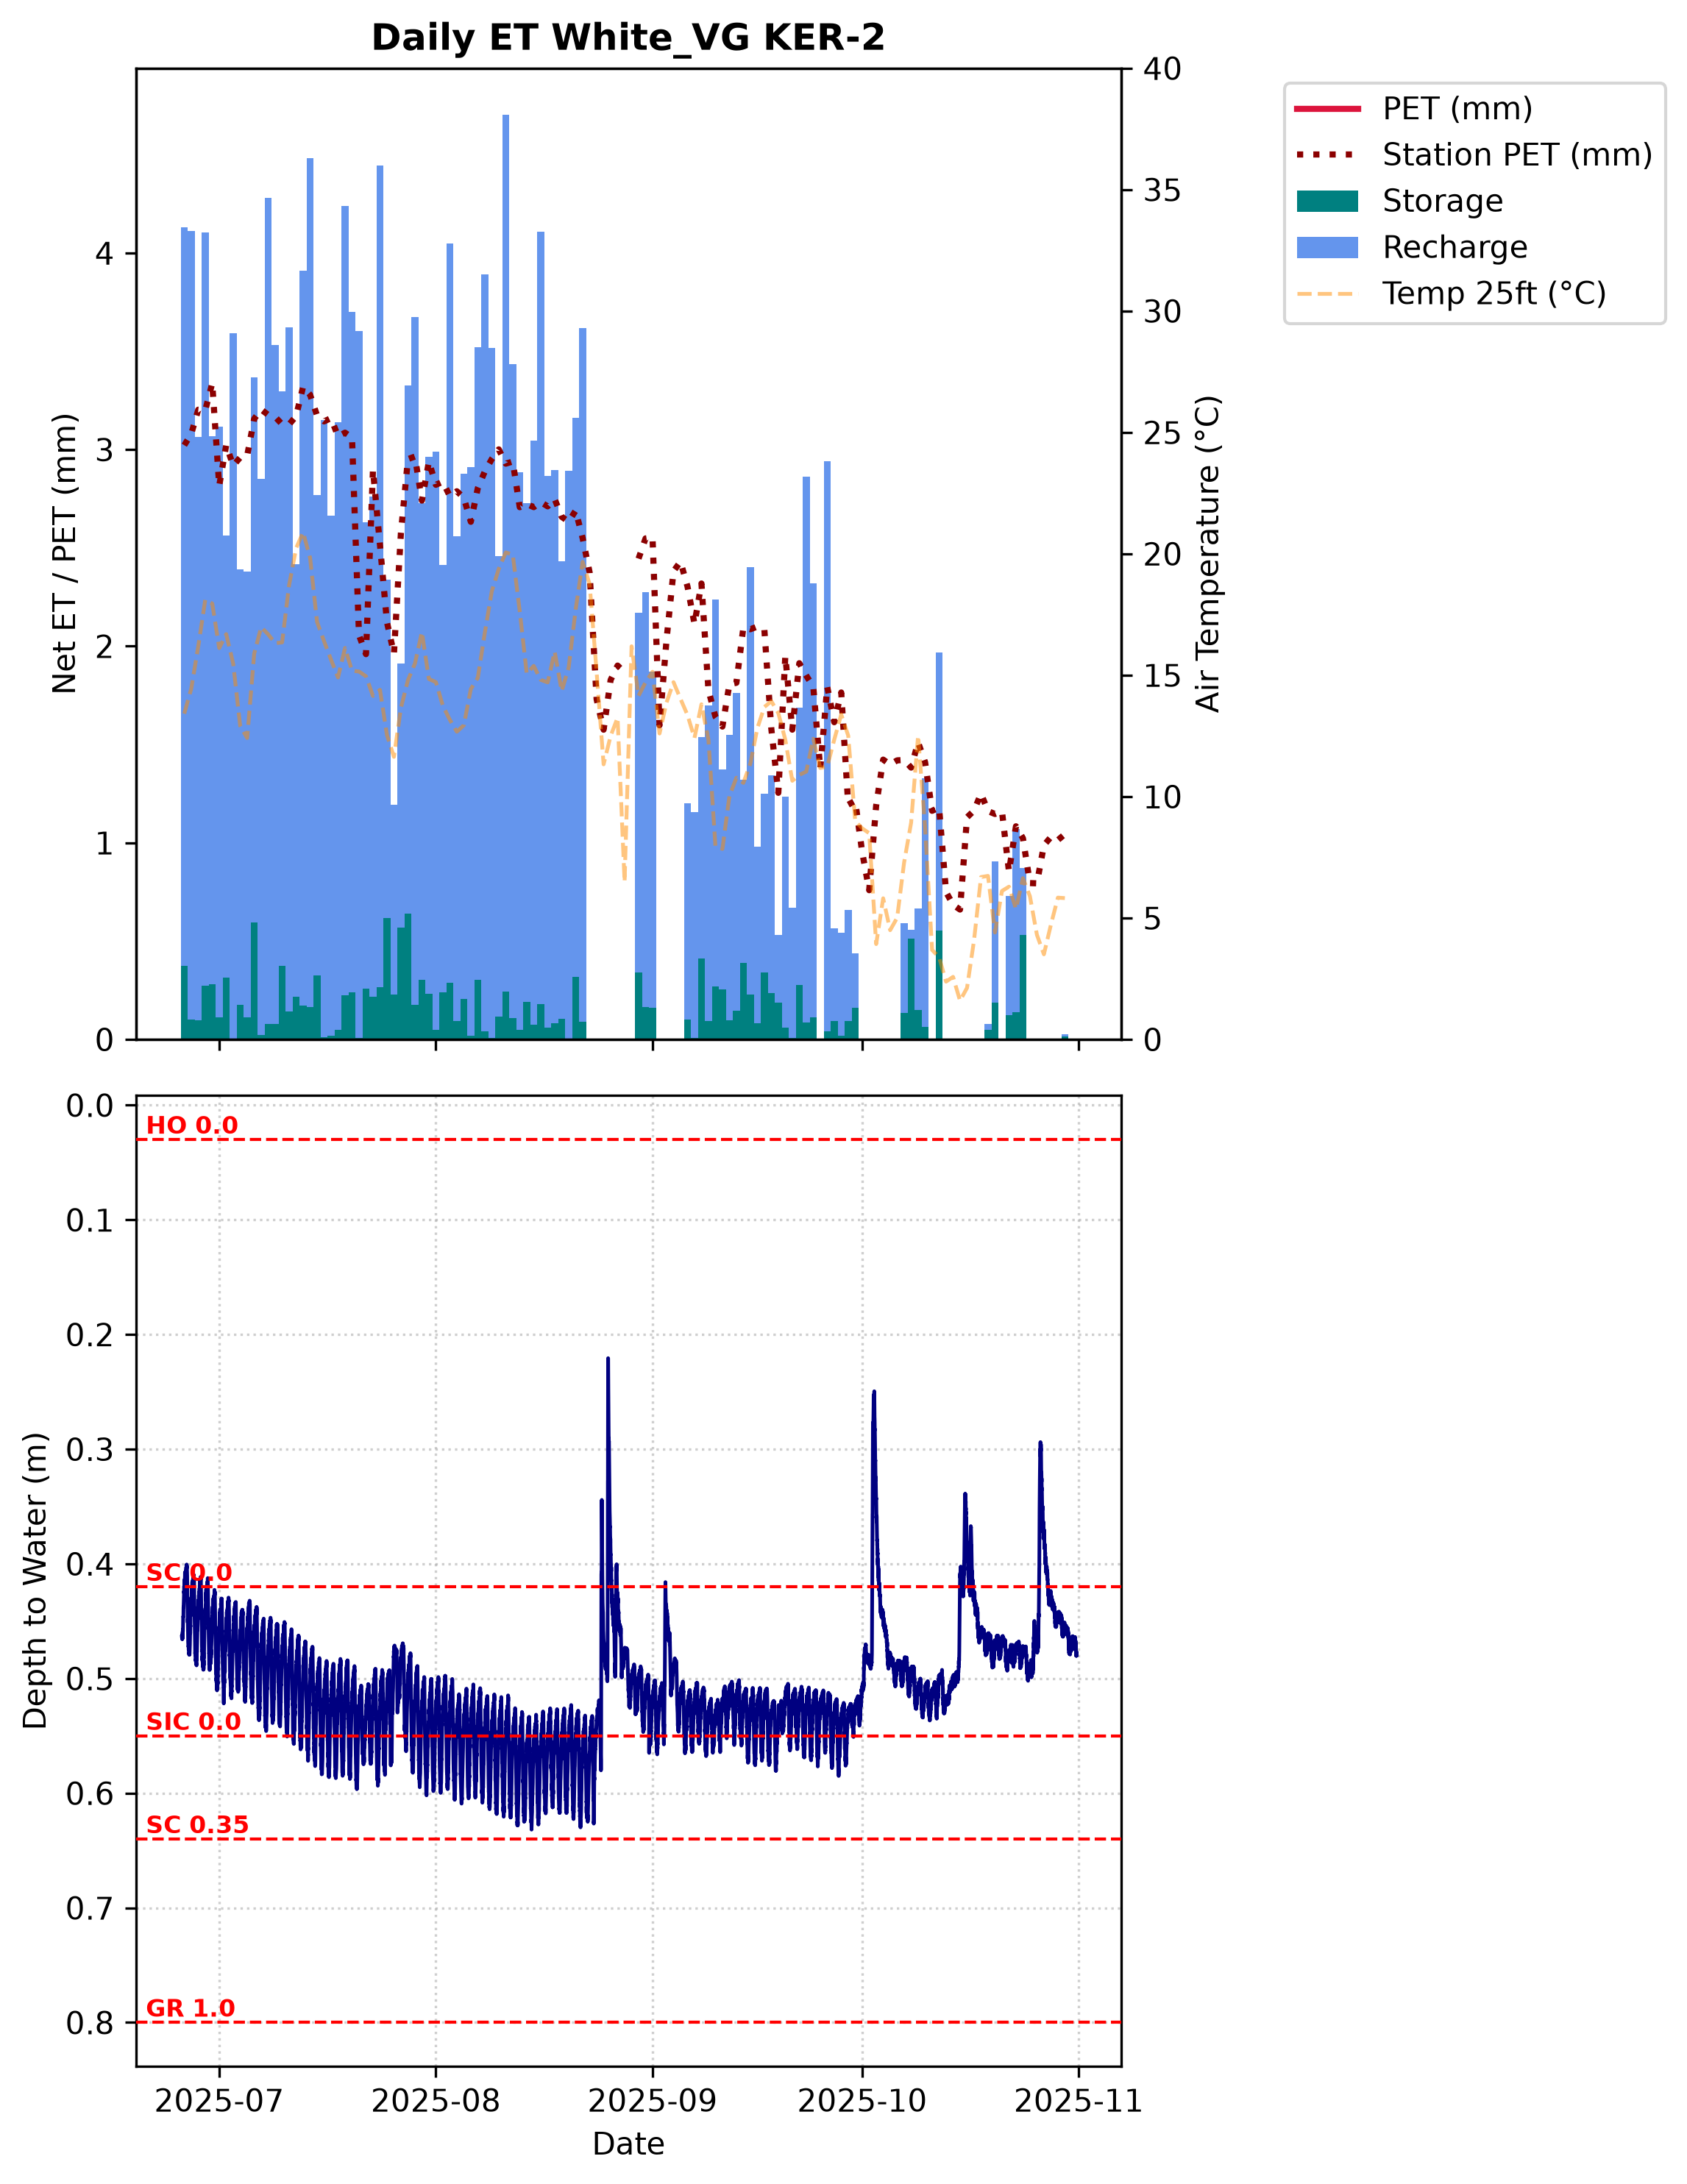 Daily ET White_VG KER-2
Net ET / PET (mm)
0
1
2
3
4
Air Temperature (°C)
0
5
10
15
20
25
30
35
40
PET (mm)
Station PET (mm)
Storage
Recharge
Temp 25ft (°C)
Depth to Water (m)
0.0
0.1
0.2
0.3
0.4
0.5
0.6
0.7
0.8
HO 0.0
SC 0.0
SIC 0.0
SC 0.35
GR 1.0
2025-07
2025-08
2025-09
2025-10
2025-11
Date